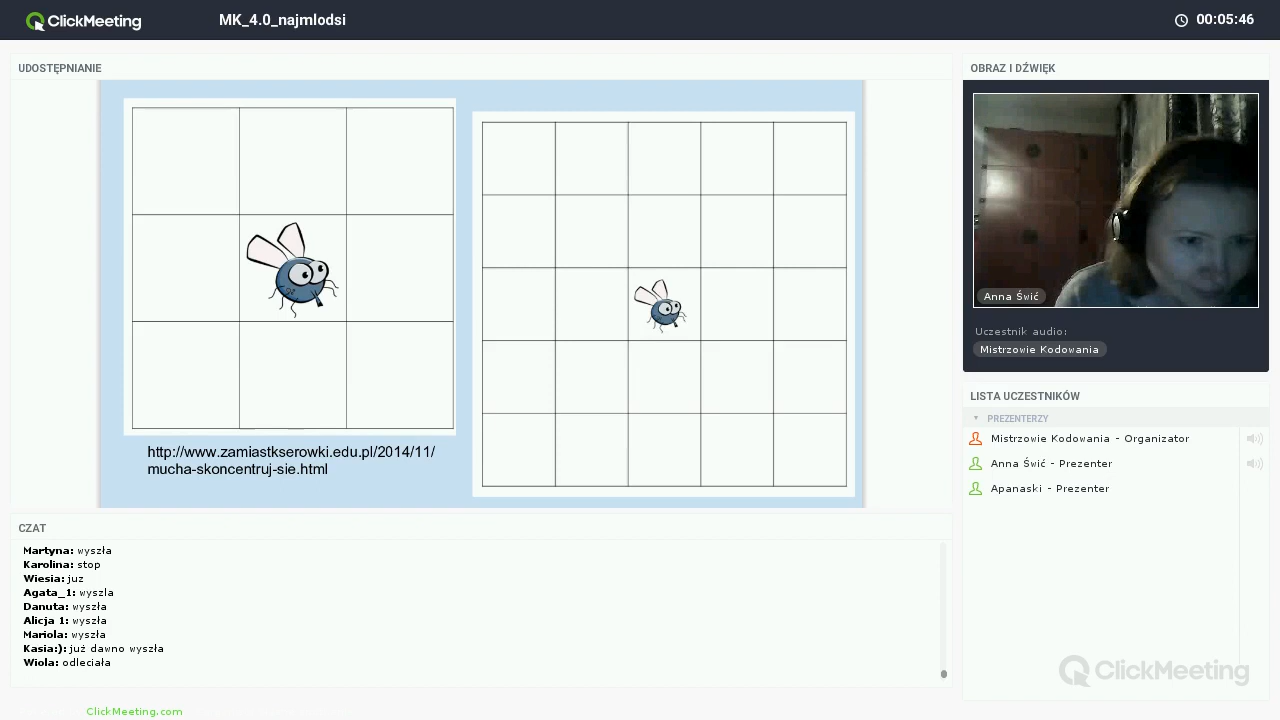 ClickMeeting
MK_4.0_najmlodsi
00:05:46
UDOSTĘPNIANIE
http://www.zamiastkserowki.edu.pl/2014/11/
mucha-skoncentruj-sie.html
CZAT
Martyna: wyszła
Karolina: stop
Wiesia: juz
Agata_1: wyszla
Danuta: wyszła
Alicja 1: wyszła
Mariola: wyszła
Kasia:): już dawno wyszła
Wiola: odleciała
ClickMeeting.com
OBRAZ I DŹWIĘK
Anna Świć
Uczestnik audio:
Mistrzowie Kodowania
LISTA UCZESTNIKÓW
PREZENTERZY
Mistrzowie Kodowania - Organizator
Anna Świć - Prezenter
Apanaski - Prezenter
ClickMeeting